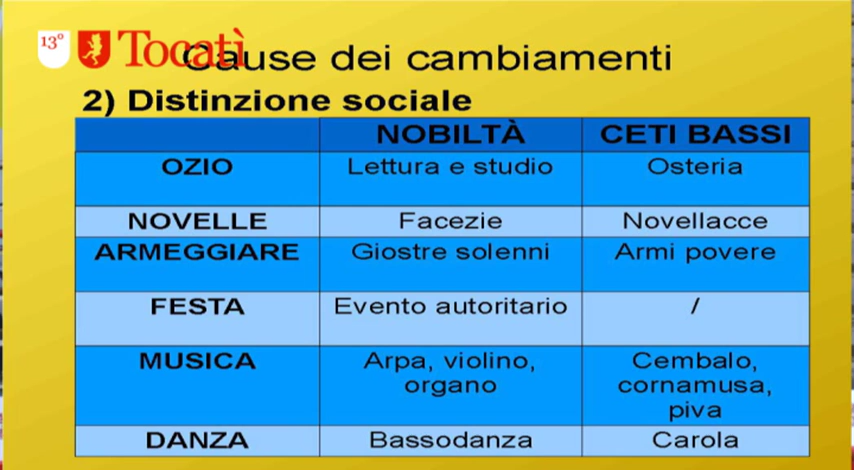 13°
Tocatì
Cause dei cambiamenti
2) Distinzione sociale
NOBILTÀ CETI BASSI
OZIO Lettura e studio Osteria
NOVELLE Facezie Novellacce
ARMEGGIARE Giostre solenni Armi povere
FESTA Evento autoritario /
MUSICA Arpa, violino, organo Cembalo, cornamusa, piva
DANZA Bassodanza Carola